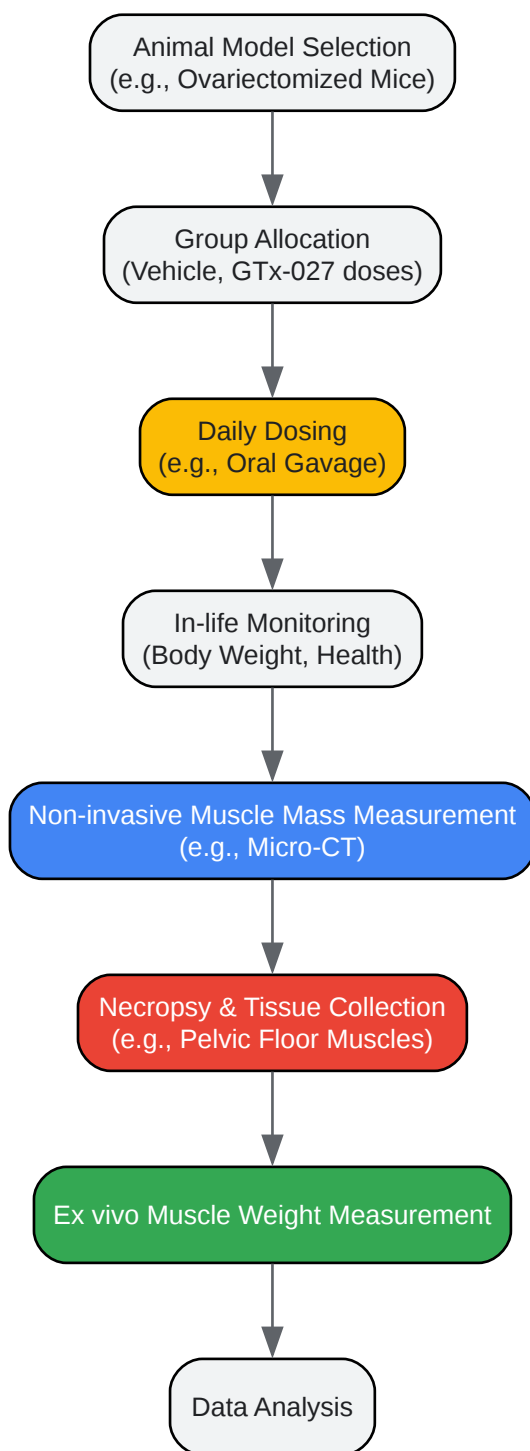 Animal Model Selection
(e.g., Ovariectomized Mice)
Group Allocation
(Vehicle, GTx-027 doses)
Daily Dosing
(e.g., Oral Gavage)
In-life Monitoring
(Body Weight, Health)
Non-invasive Muscle Mass Measurement
(e.g., Micro-CT)
Necropsy & Tissue Collection
(e.g., Pelvic Floor Muscles)
Ex vivo Muscle Weight Measurement
Data Analysis